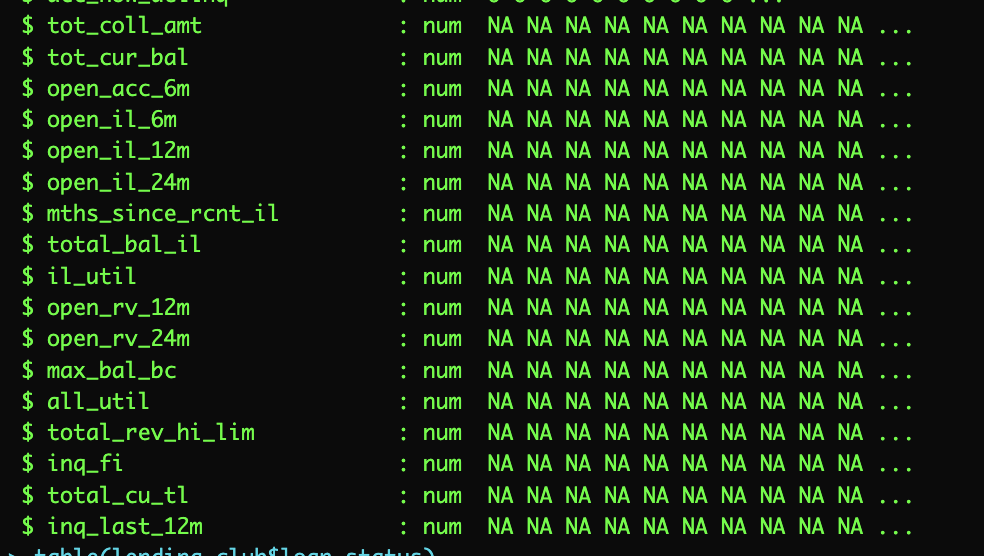 $ tot_coll_amt : num NA NA NA NA NA NA NA NA NA NA ...
$ tot_cur_bal : num NA NA NA NA NA NA NA NA NA NA ...
$ open_acc_6m : num NA NA NA NA NA NA NA NA NA NA ...
$ open_il_6m : num NA NA NA NA NA NA NA NA NA NA ...
$ open_il_12m : num NA NA NA NA NA NA NA NA NA NA ...
$ open_il_24m : num NA NA NA NA NA NA NA NA NA NA ...
$ mths_since_rcnt_il : num NA NA NA NA NA NA NA NA NA NA ...
$ total_bal_il : num NA NA NA NA NA NA NA NA NA NA ...
$ il_util : num NA NA NA NA NA NA NA NA NA NA ...
$ open_rv_12m : num NA NA NA NA NA NA NA NA NA NA ...
$ open_rv_24m : num NA NA NA NA NA NA NA NA NA NA ...
$ max_bal_bc : num NA NA NA NA NA NA NA NA NA NA ...
$ all_util : num NA NA NA NA NA NA NA NA NA NA ...
$ total_rev_hi_lim : num NA NA NA NA NA NA NA NA NA NA ...
$ inq_fi : num NA NA NA NA NA NA NA NA NA NA ...
$ total_cu_tl : num NA NA NA NA NA NA NA NA NA NA ...
$ inq_last_12m : num NA NA NA NA NA NA NA NA NA NA ...
> table(lending_club$loan_status)